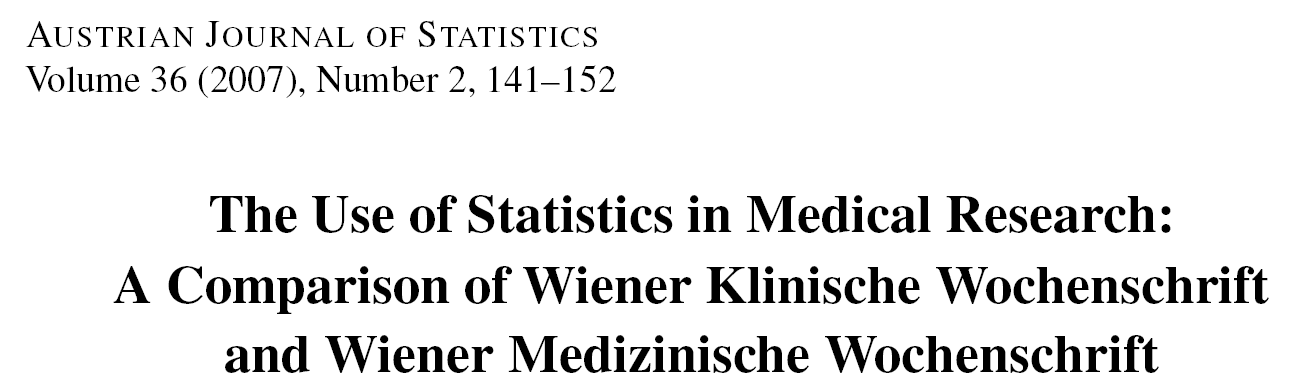 AUSTRIAN JOURNAL OF STATISTICS
Volume 36 (2007), Number 2, 141–152
The Use of Statistics in Medical Research:
A Comparison of Wiener Klinische Wochenschrift
and Wiener Medizinische Wochenschrift